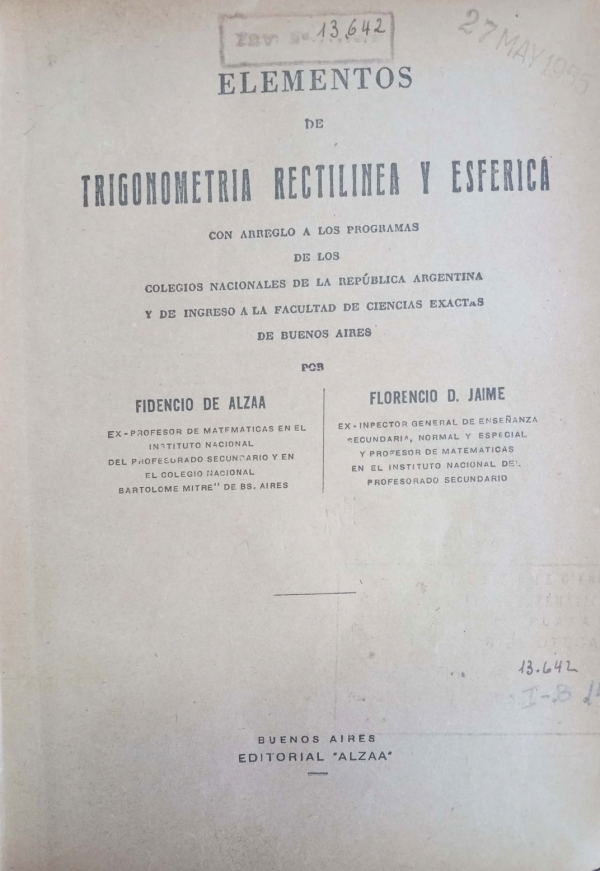 INV. Nº 13,642
27 MAY 1985
ELEMENTOS
DE
TRIGONOMETRIA RECTILINEA Y ESFERICA
CON ARREGLO A LOS PROGRAMAS
DE LOS
COLEGIOS NACIONALES DE LA REPÚBLICA ARGENTINA
Y DE INGRESO A LA FACULTAD DE CIENCIAS EXACTAS
DE BUENOS AIRES
POR
FIDENCIO DE ALZAA
EX-PROFESOR DE MATEMATICAS EN EL
INSTITUTO NACIONAL
DEL PROFESORADO SECUNDARIO Y EN
EL COLEGIO NACIONAL
BARTOLOME MITRE" DE BS. AIRES
FLORENCIO D. JAIME
EX-INPECTOR GENERAL DE ENSEÑANZA
SECUNDARIA, NORMAL Y ESPECIAL
Y PROFESOR DE MATEMATICAS
EN EL INSTITUTO NACIONAL DEL
PROFESORADO SECUNDARIO
13.642
I-B
BUENOS AIRES
EDITORIAL "ALZAA"